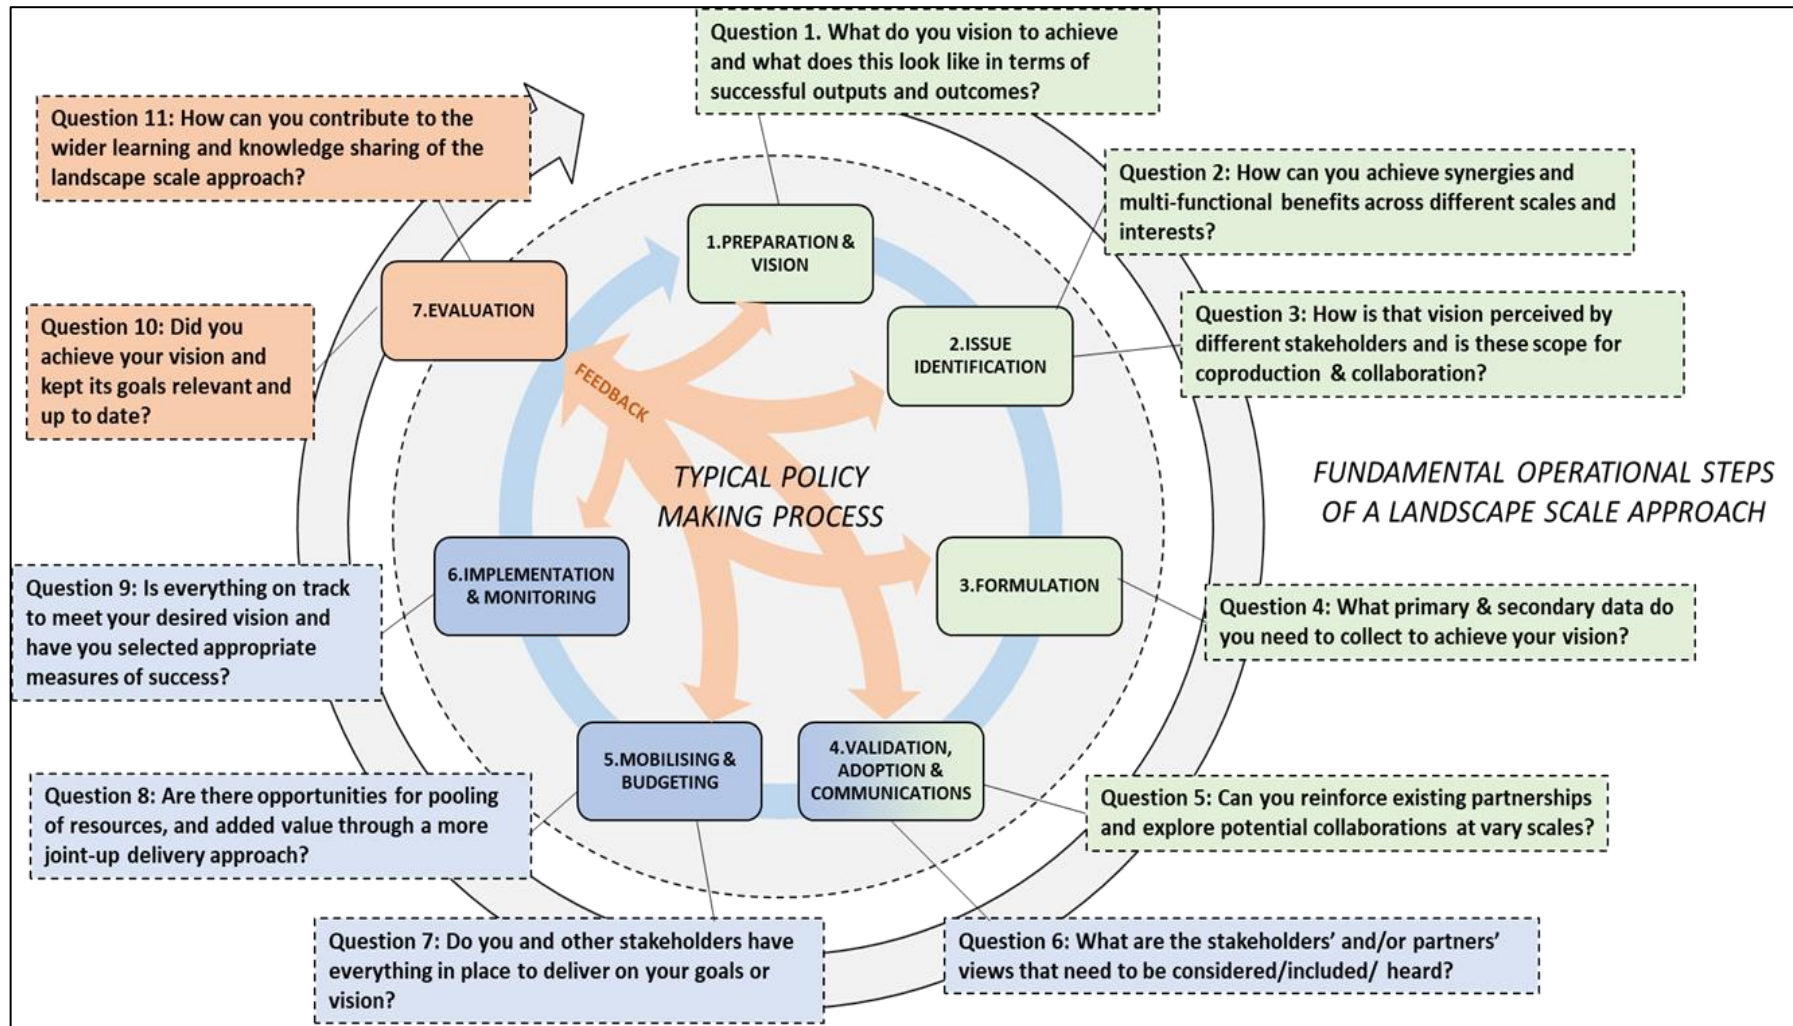 Question 1. What do you vision to achieve
and what does this look like in terms of
successful outputs and outcomes?
Question 11: How can you contribute to the
wider learning and knowledge sharing of the
landscape scale approach?
Question 2: How can you achieve synergies and
multi-functional benefits across different scales and
interests?
1.PREPARATION &
VISION
7.EVALUATION
Question 10: Did you
achieve your vision and
kept its goals relevant and
up to date?
2.ISSUE
IDENTIFICATION
Question 3: How is that vision perceived by
different stakeholders and is these scope for
coproduction & collaboration?
FEEDBACK
TYPICAL POLICY
MAKING PROCESS
FUNDAMENTAL OPERATIONAL STEPS
OF A LANDSCAPE SCALE APPROACH
6.IMPLEMENTATION
& MONITORING
3.FORMULATION
Question 9: Is everything on track
to meet your desired vision and
have you selected appropriate
measures of success?
Question 4: What primary & secondary data do
you need to collect to achieve your vision?
5.MOBILISING &
BUDGETING
4.VALIDATION,
ADOPTION &
COMMUNICATIONS
Question 8: Are there opportunities for pooling
of resources, and added value through a more
joint-up delivery approach?
Question 5: Can you reinforce existing partnerships
and explore potential collaborations at vary scales?
Question 7: Do you and other stakeholders have
everything in place to deliver on your goals or
vision?
Question 6: What are the stakeholders’ and/or partners’
views that need to be considered/included/ heard?